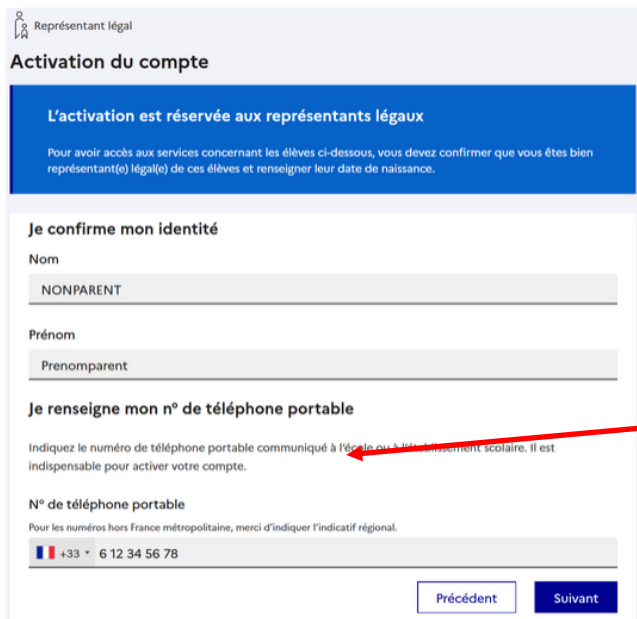 Représentant légal
Activation du compte
L'activation est réservée aux représentants légaux
Pour avoir accès aux services concernant les élèves ci-dessous, vous devez confirmer que vous êtes bien
représentant(e) légal(e) de ces élèves et renseigner leur date de naissance.
Je confirme mon identité
Nom
NONPARENT
Prénom
Prenomparent
Je renseigne mon n° de téléphone portable
Indiquez le numéro de téléphone portable communiqué à l'école ou à l'établissement scolaire. Il est
indispensable pour activer votre compte.
N° de téléphone portable
Pour les numéros hors France métropolitaine, merci d'indiquer l'indicatif régional.
+33 6 12 34 56 78
Précédent Suivant